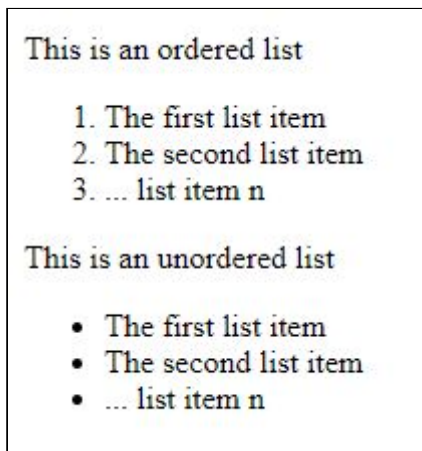 This is an ordered list
1. The first list item
2. The second list item
3. ... list item n
This is an unordered list
• The first list item
• The second list item
• ... list item n